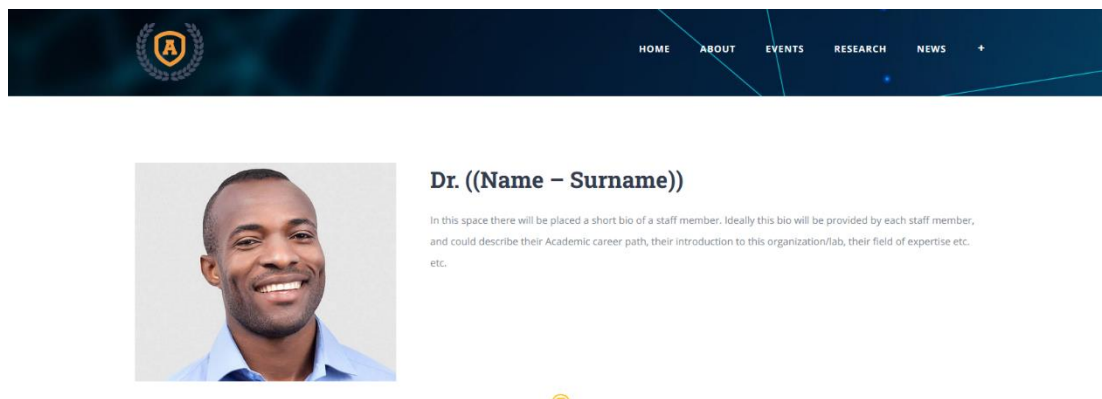 A
HOME ABOUT EVENTS RESEARCH NEWS +
Dr. ((Name – Surname))
In this space there will be placed a short bio of a staff member. Ideally this bio will be provided by each staff member,
and could describe their Academic career path, their introduction to this organization/lab, their field of expertise etc.
etc.